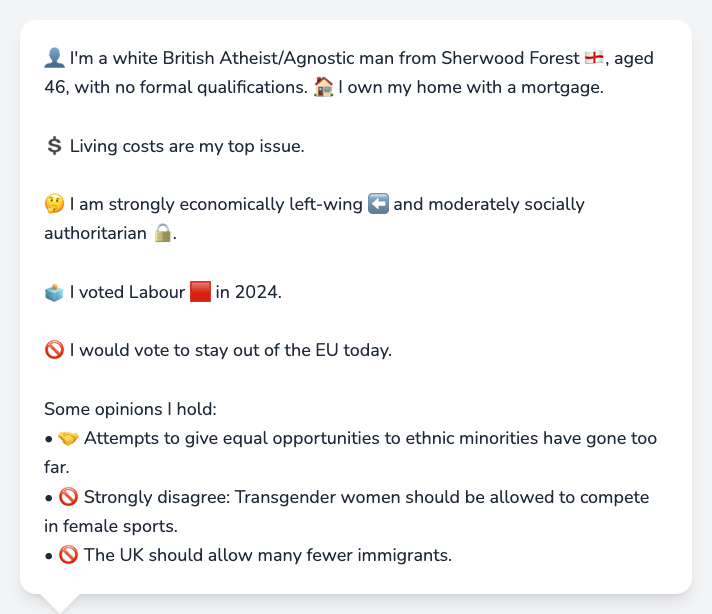 👤 I'm a white British Atheist/Agnostic man from Sherwood Forest 🏴󠁧󠁢󠁥󠁮󠁧󠁿, aged
46, with no formal qualifications. 🏠 I own my home with a mortgage.
💲 Living costs are my top issue.
🤔 I am strongly economically left-wing ⬅️ and moderately socially
authoritarian 🔒.
🗳️ I voted Labour 🟥 in 2024.
🚫 I would vote to stay out of the EU today.
Some opinions I hold:
• 🤝 Attempts to give equal opportunities to ethnic minorities have gone too
far.
• 🚫 Strongly disagree: Transgender women should be allowed to compete
in female sports.
• 🚫 The UK should allow many fewer immigrants.